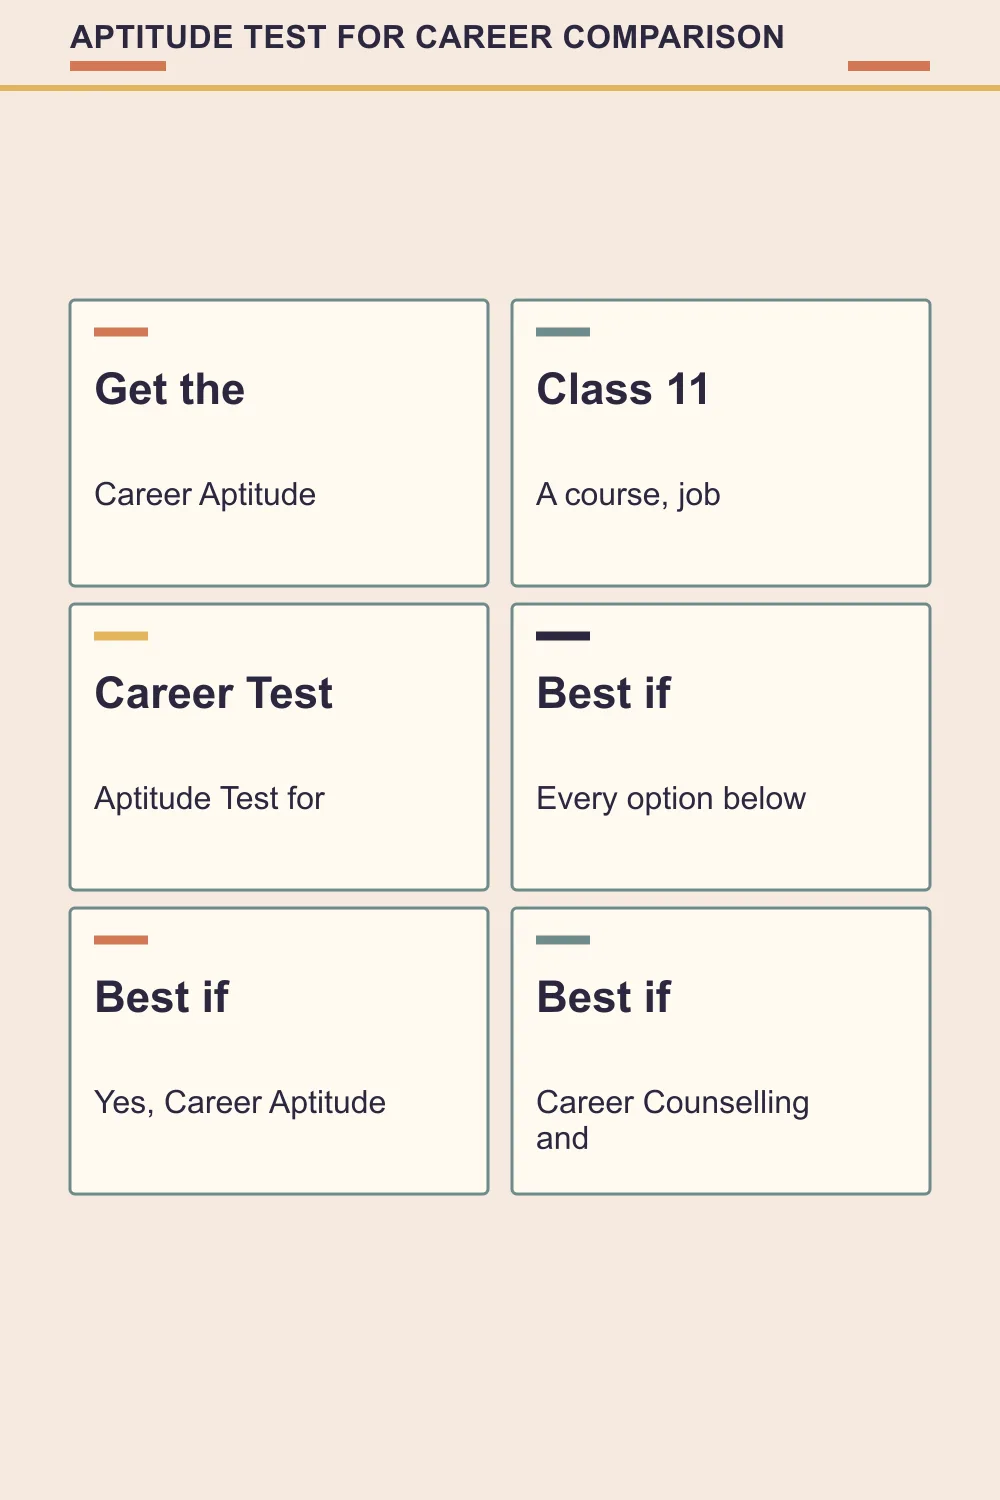 APTITUDE TEST FOR CAREER COMPARISON
Get the
Career Aptitude
Class 11
A course, job
Career Test
Aptitude Test for
Best if
Every option below
Best if
Yes, Career Aptitude
Best if
Career Counselling
and